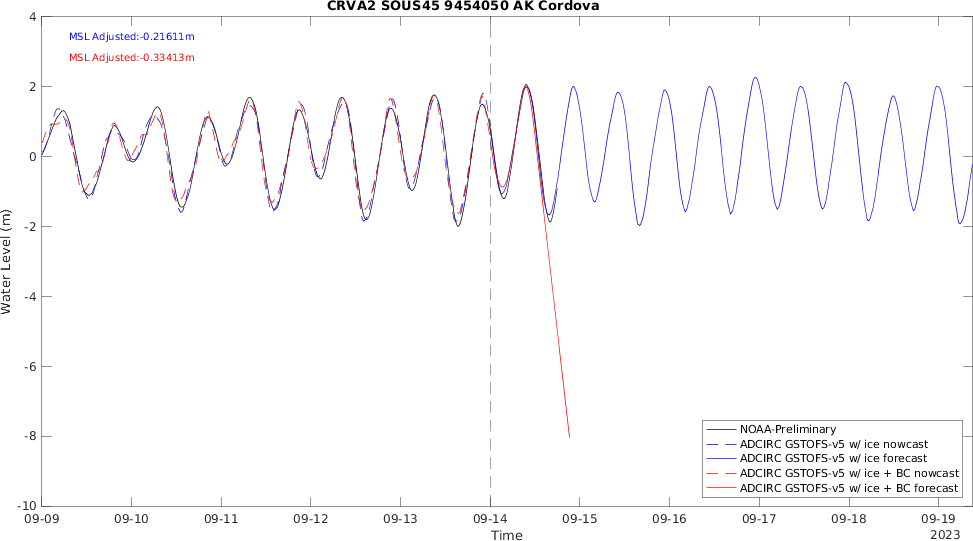 CRVA2 SOUS45 9454050 AK Cordova
MSL Adjusted:-0.21611m
MSL Adjusted:-0.33413m
Water Level (m)
4
2
0
-2
-4
-6
-8
-10
NOAA-Preliminary
ADCIRC GSTOFS-v5 w/ ice nowcast
ADCIRC GSTOFS-v5 w/ ice forecast
ADCIRC GSTOFS-v5 w/ ice + BC nowcast
ADCIRC GSTOFS-v5 w/ ice + BC forecast
09-09 09-10 09-11 09-12 09-13 09-14 09-15 09-16 09-17 09-18 09-19
Time
2023